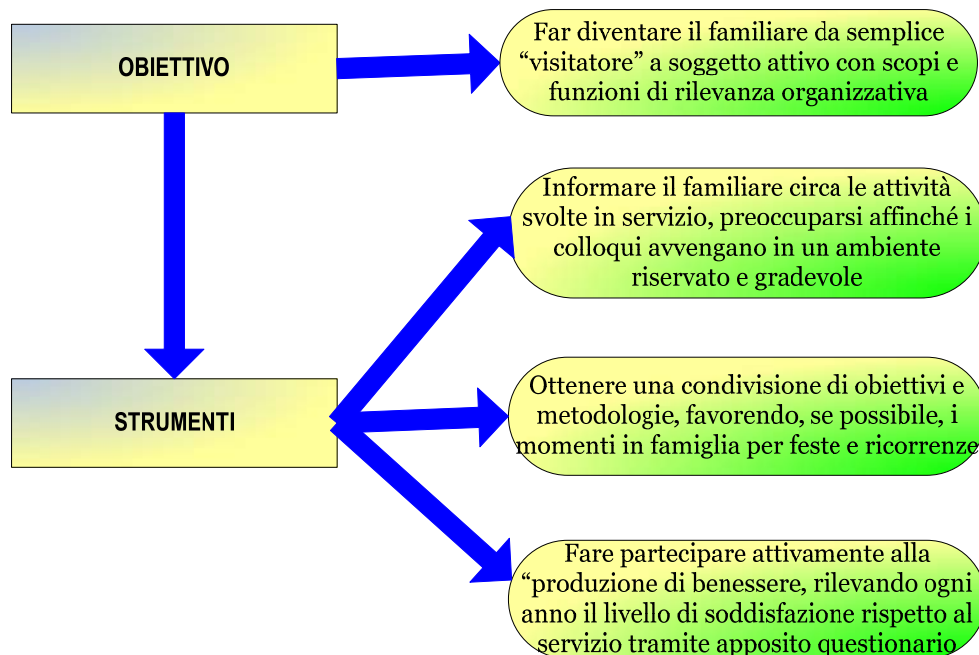 OBIETTIVO
Far diventare il familiare da semplice
“visitatore” a soggetto attivo con scopi e
funzioni di rilevanza organizzativa
Informare il familiare circa le attività
svolte in servizio, preoccuparsi affinché i
colloqui avvengano in un ambiente
riservato e gradevole
STRUMENTI
Ottenere una condivisione di obiettivi e
metodologie, favorendo, se possibile, i
momenti in famiglia per feste e ricorrenze
Fare partecipare attivamente alla
“produzione di benessere, rilevando ogni
anno il livello di soddisfazione rispetto al
servizio tramite apposito questionario